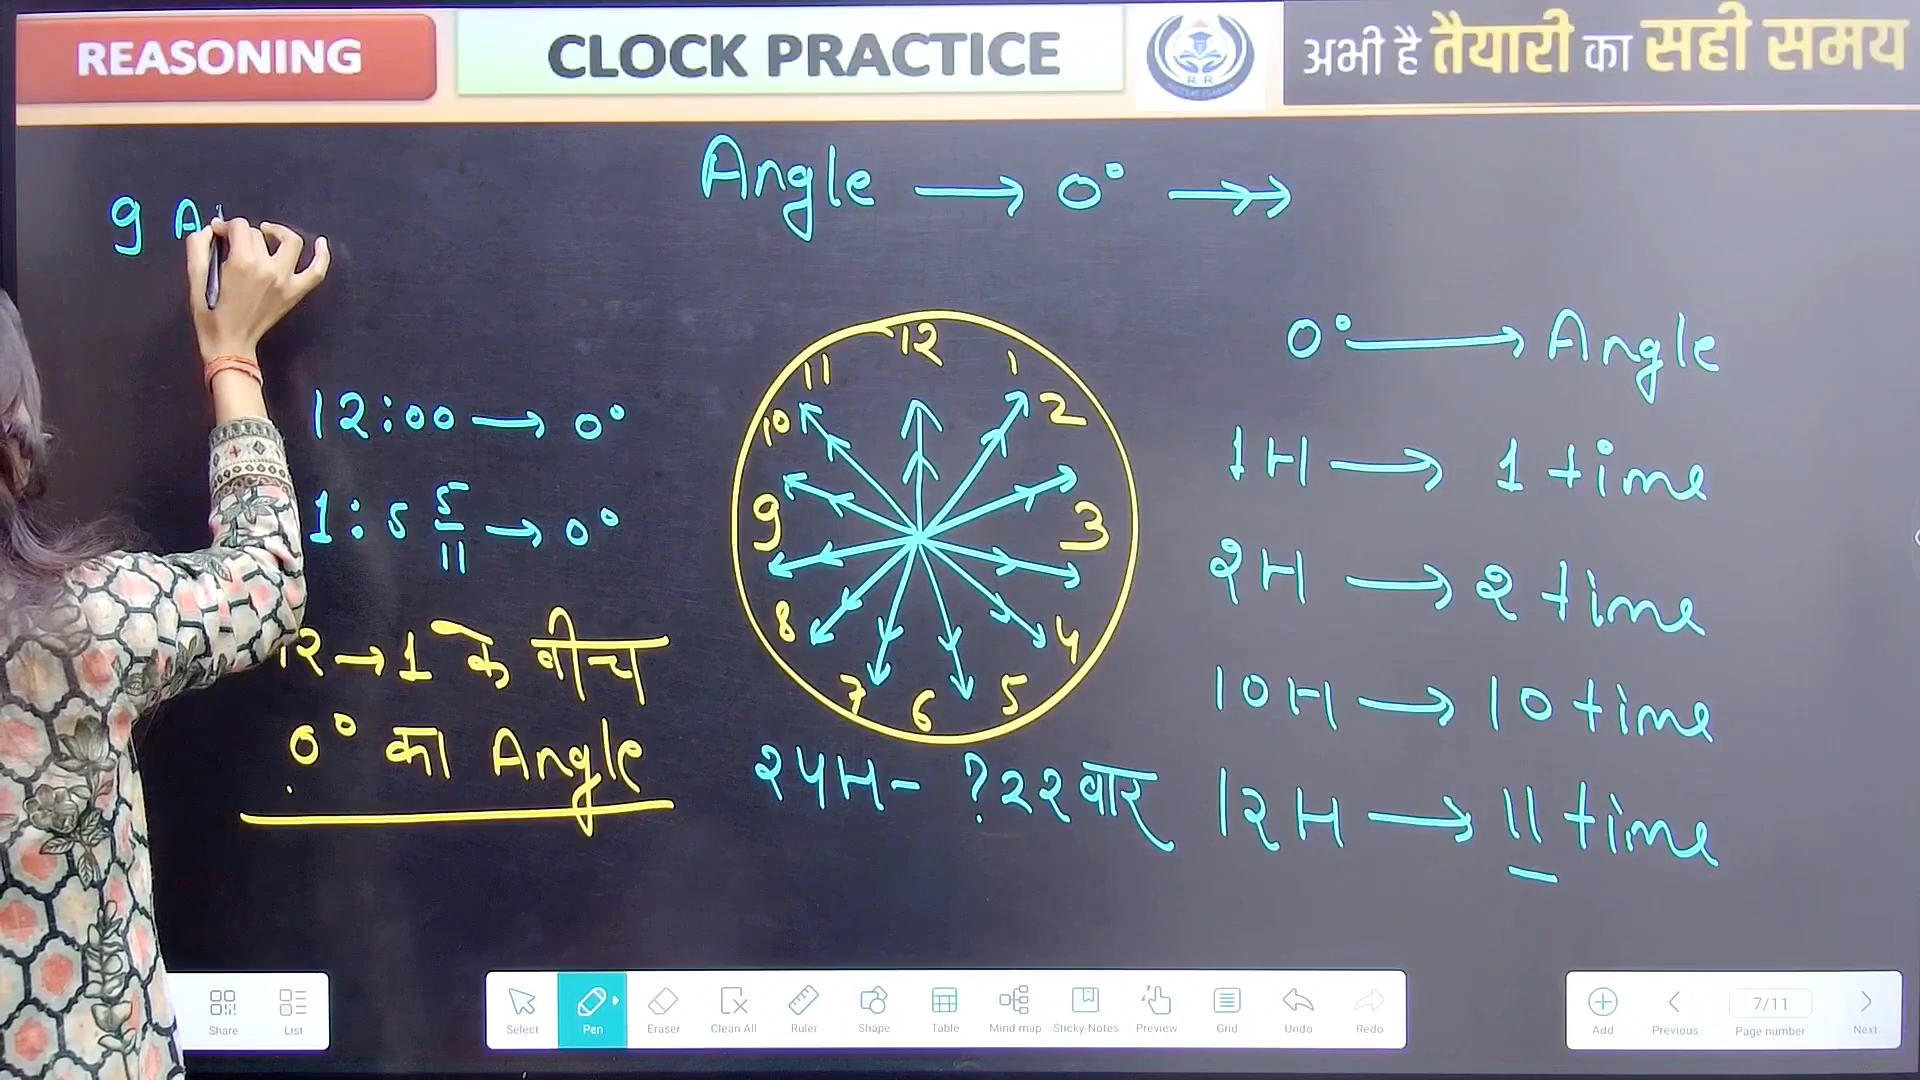 REASONING
CLOCK PRACTICE
R R
अभी है तैयारी का सही समय
Angle → 0° →→
9 A
12:00 → 0°
1:5 5/11 → 0°
12→1 के बीच
0° का Angle
12
1
2
3
4
5
6
7
8
9
10
11
24H- ?22बार
0° → Angle
1H → 1 time
2H → 2 time
10H → 10 time
12H → 11 time
Share
List
Select
Pen
Eraser
Clean All
Ruler
Shape
Table
Mind map
Sticky-Notes
Preview
Grid
Undo
Redo
Add
Previous
7/11
Page number
Next